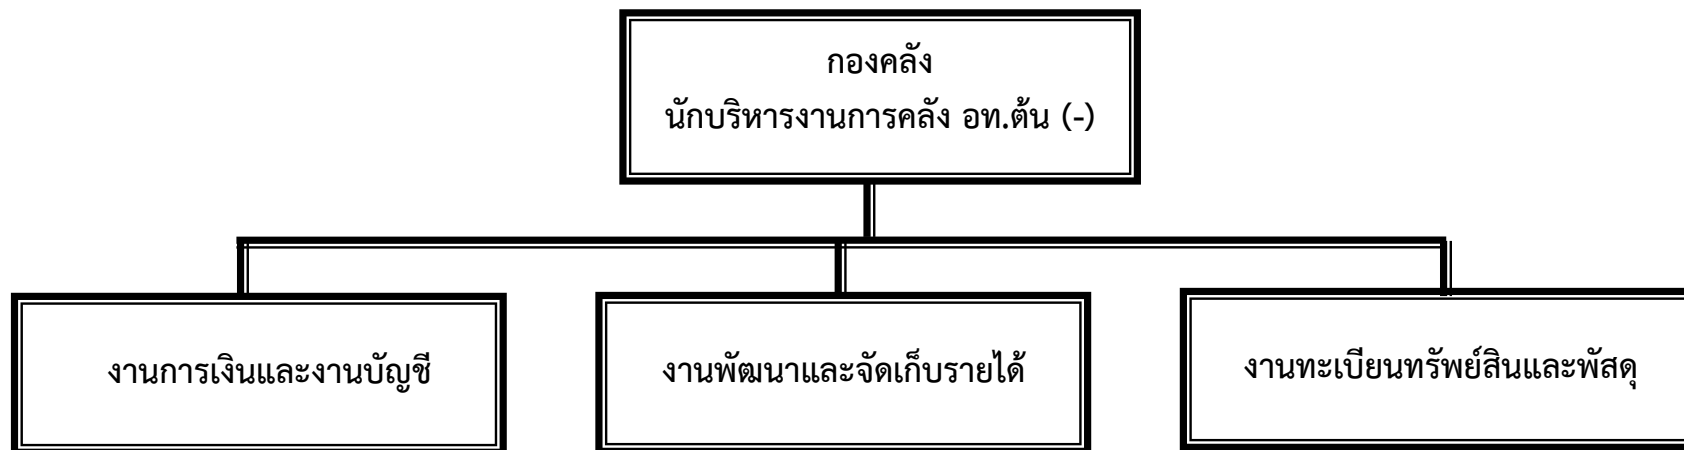 กองคลัง
นักบริหารงานการคลัง อท.ต้น (-)
งานการเงินและงานบัญชี
งานพัฒนาและจัดเก็บรายได้
งานทะเบียนทรัพย์สินและพัสดุ